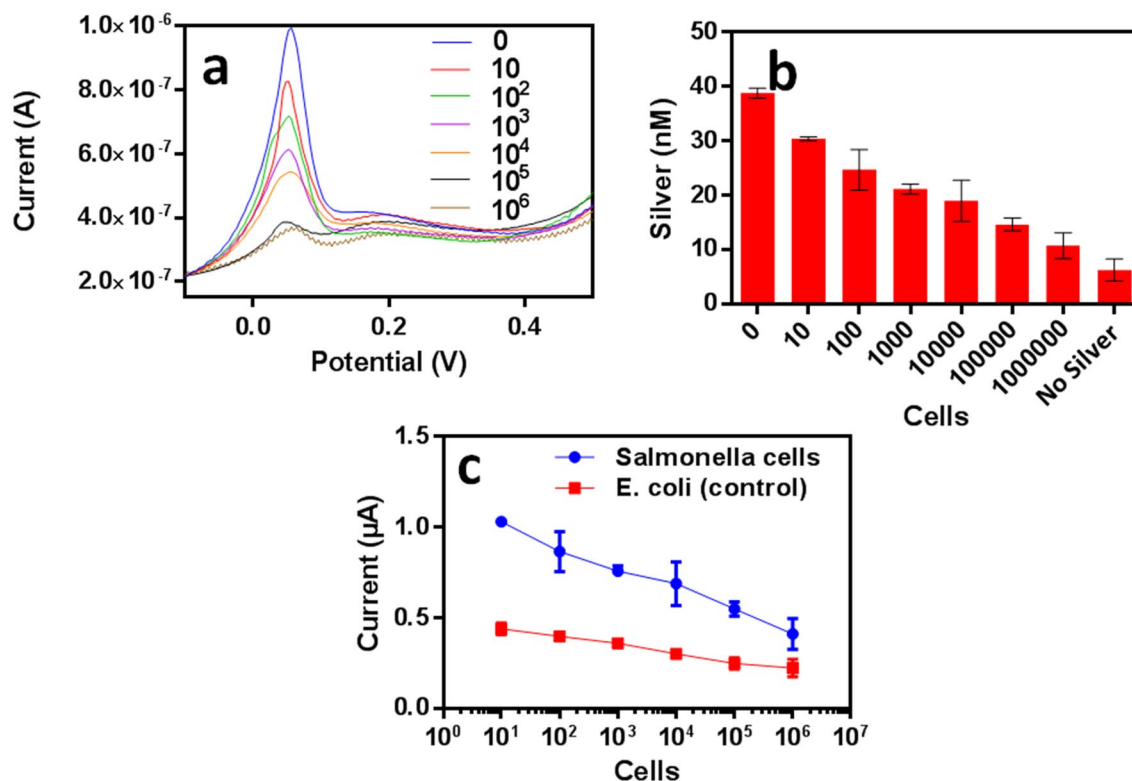 a
Current (A)
1.0× 10⁻⁶
8.0× 10⁻⁷
6.0× 10⁻⁷
4.0× 10⁻⁷
2.0× 10⁻⁷
0.0 0.2 0.4
Potential (V)
0
10
10²
10³
10⁴
10⁵
10⁶
b
Silver (nM)
50
40
30
20
10
0
0 10 100 1000 10000 100000 1000000 No Silver
Cells
c
Salmonella cells
E. coli (control)
Current (µA)
1.5
1.0
0.5
0.0
10⁰ 10¹ 10² 10³ 10⁴ 10⁵ 10⁶ 10⁷
Cells